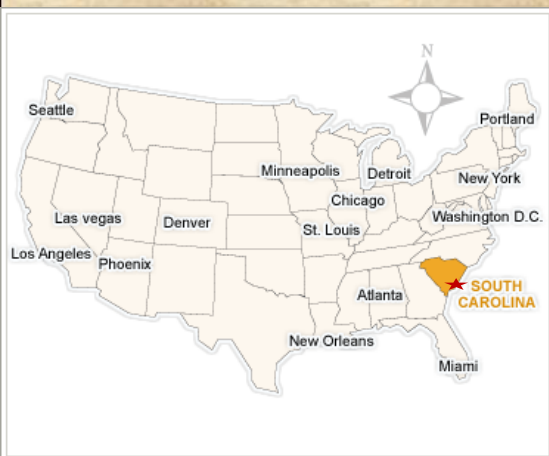 N
Seattle
Portland
Minneapolis
Detroit
New York
Chicago
Las vegas
Denver
St. Louis
Washington D.C.
Los Angeles
Phoenix
Atlanta
SOUTH
CAROLINA
New Orleans
Miami